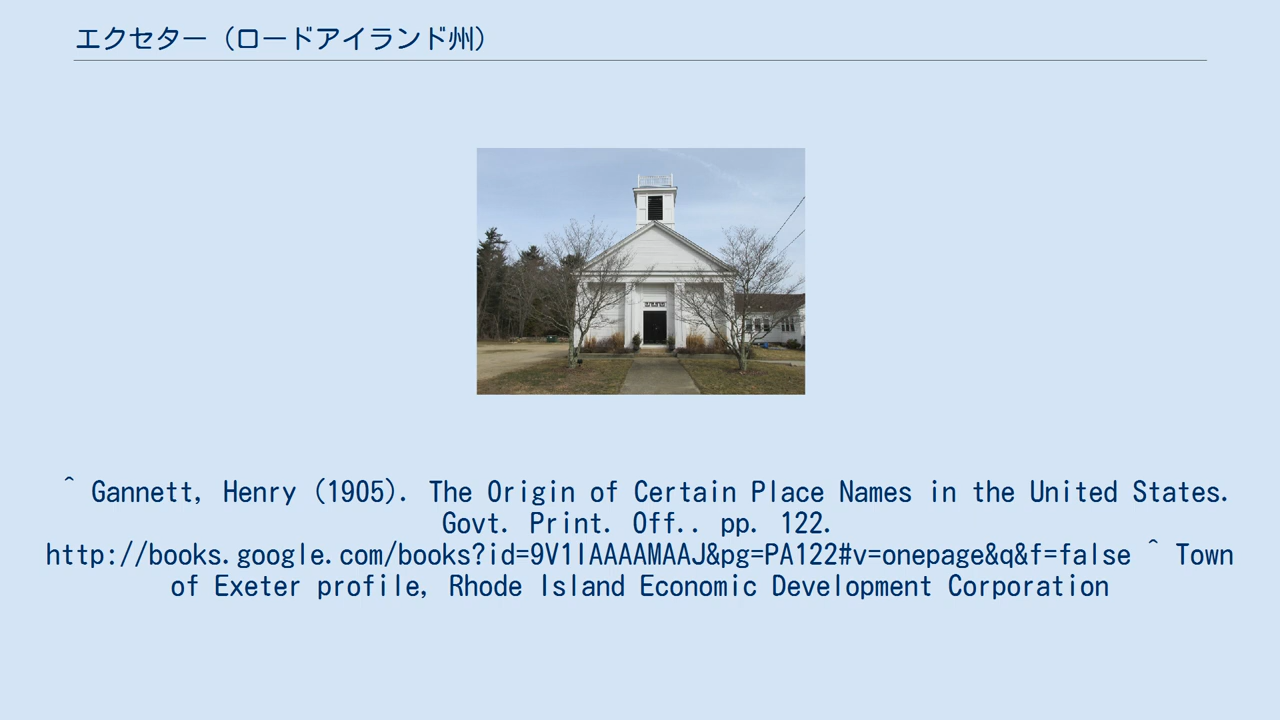 エクセター（ロードアイランド州）
^ Gannett, Henry (1905). The Origin of Certain Place Names in the United States.
Govt. Print. Off.. pp. 122.
http://books.google.com/books?id=9V1IAAAAMAAJ&pg=PA122#v=onepage&q&f=false ^ Town
of Exeter profile, Rhode Island Economic Development Corporation